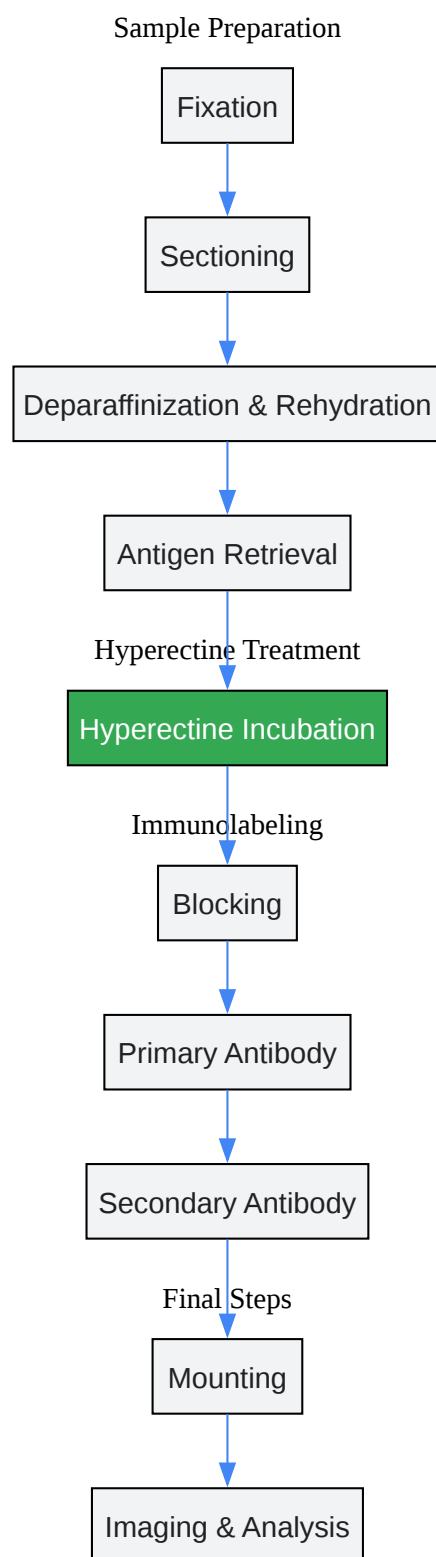 Sample Preparation
Fixation
Sectioning
Deparaffinization & Rehydration
Antigen Retrieval
Hyperectine Treatment
Hyperectine Incubation
Immunolabeling
Blocking
Primary Antibody
Secondary Antibody
Final Steps
Mounting
Imaging & Analysis